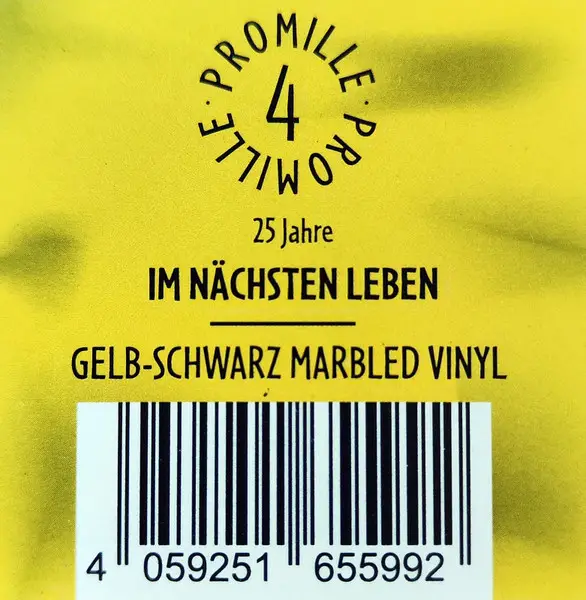 PROMILLE · PROMILLE ·
4
25 Jahre
IM NÄCHSTEN LEBEN
GELB-SCHWARZ MARBLED VINYL
4 059251 655992